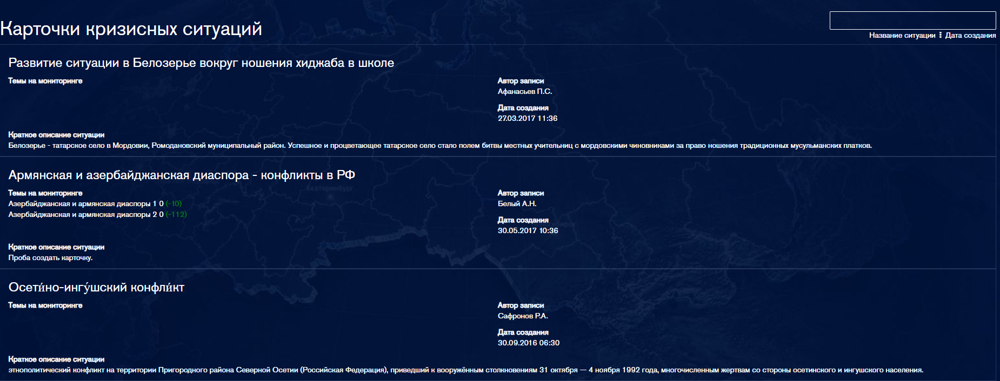 Карточки кризисных ситуаций
Название ситуации ⋮ Дата создания
Развитие ситуации в Белозерье вокруг ношения хиджаба в школе
Темы на мониторинге
Автор записи
Афанасьев П.С.
Дата создания
27.03.2017 11:36
Краткое описание ситуации
Белозерье - татарское село в Мордовии, Ромодановский муниципальный район. Успешное и процветающее татарское село стало полем битвы местных учительниц с мордовскими чиновниками за право ношения традиционных мусульманских платков.
Армянская и азербайджанская диаспора - конфликты в РФ
Темы на мониторинге
Азербайджанская и армянская диаспоры 1 0 (-10)
Азербайджанская и армянская диаспоры 2 0 (-112)
Автор записи
Белый А.Н.
Дата создания
30.05.2017 10:36
Краткое описание ситуации
Проба создать карточку.
Екатеринбург
Осети́но-ингу́шский конфли́кт
Темы на мониторинге
Автор записи
Сафронов Р.А.
Дата создания
30.09.2016 06:30
Краткое описание ситуации
этнополитический конфликт на территории Пригородного района Северной Осетии (Российская Федерация), приведший к вооружённым столкновениям 31 октября — 4 ноября 1992 года, многочисленным жертвам со стороны осетинского и ингушского населения.